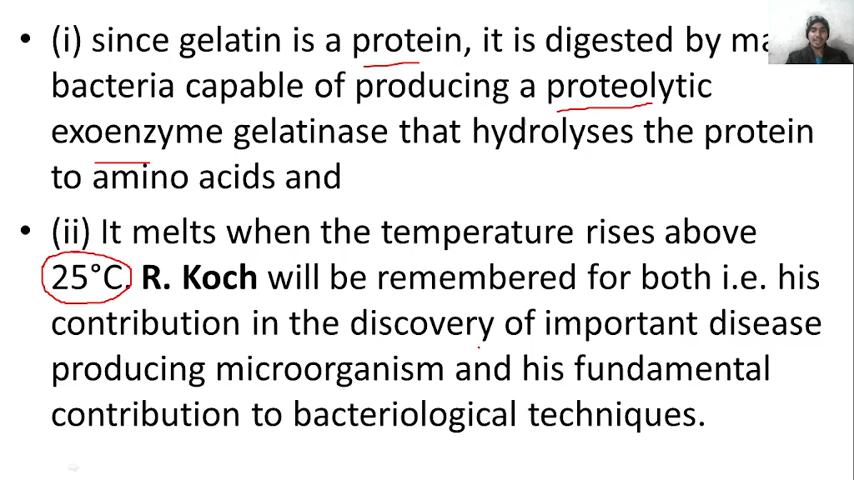 • (i) since gelatin is a protein, it is digested by
bacteria capable of producing a proteolytic
exoenzyme gelatinase that hydrolyses the protein
to amino acids and
• (ii) It melts when the temperature rises above
25°C. R. Koch will be remembered for both i.e. his
contribution in the discovery of important disease
producing microorganism and his fundamental
contribution to bacteriological techniques.